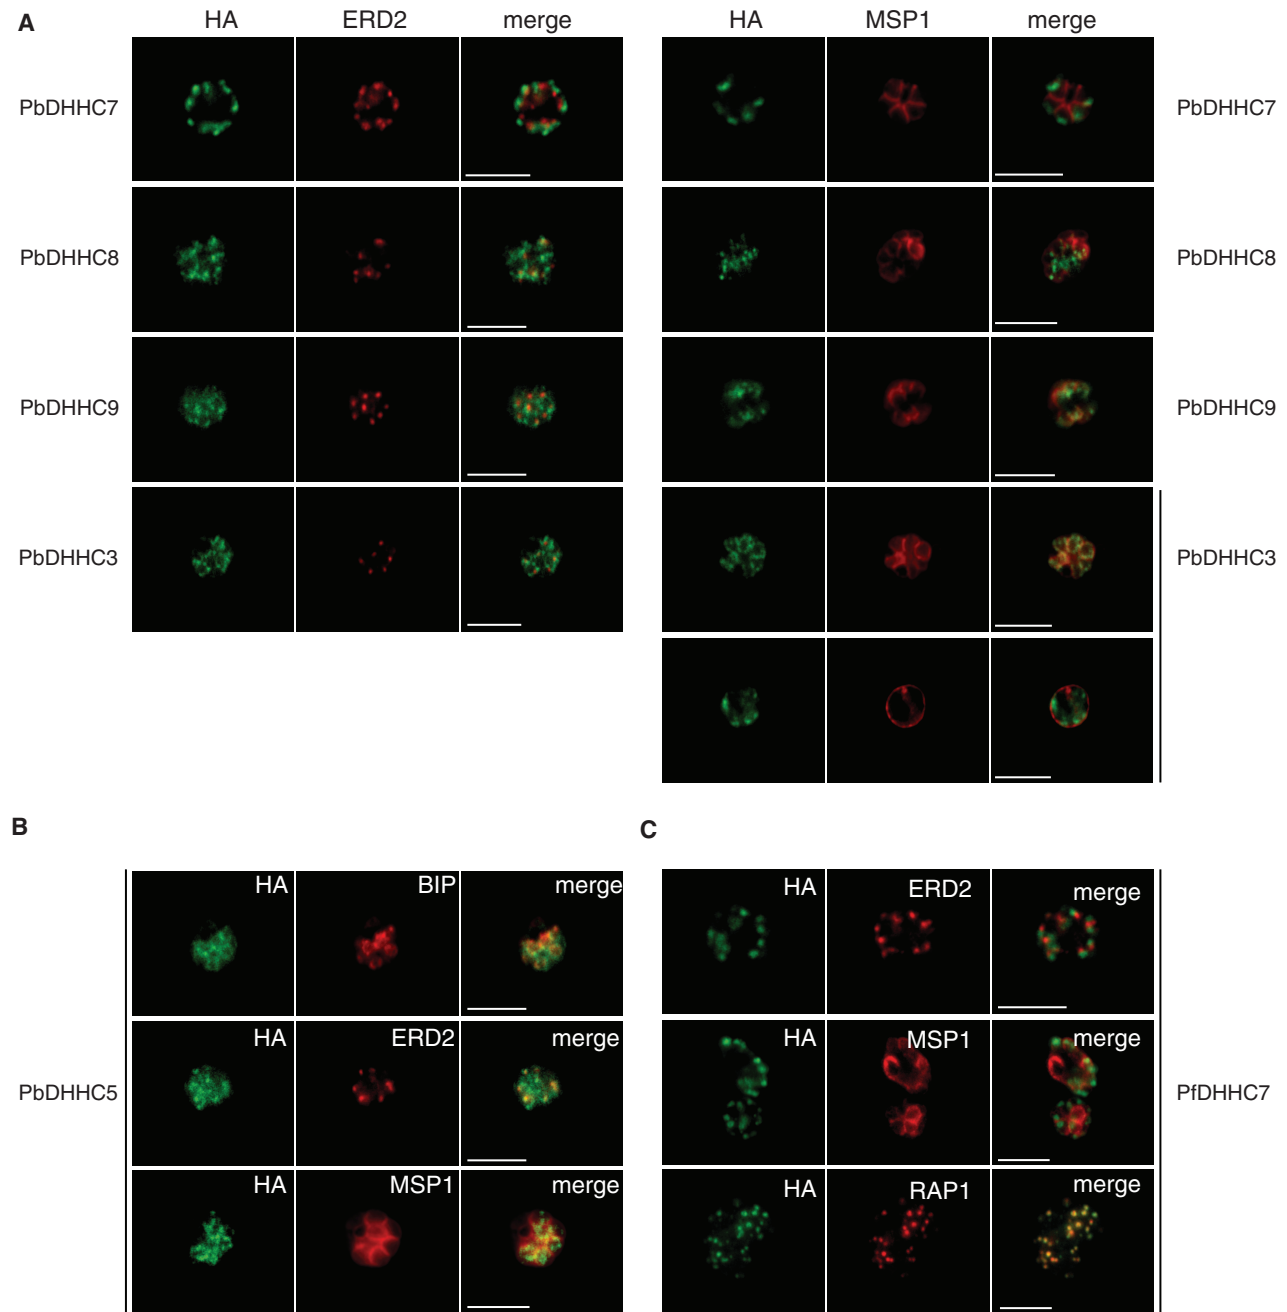 A
HA ERD2 merge HA MSP1 merge
PbDHHC7 PbDHHC7
PbDHHC8 PbDHHC8
PbDHHC9 PbDHHC9
PbDHHC3 PbDHHC3
B
C
HA BIP merge
HA ERD2 merge
HA ERD2 merge
HA MSP1 merge
PbDHHC5 PfDHHC7
HA MSP1 merge
HA RAP1 merge